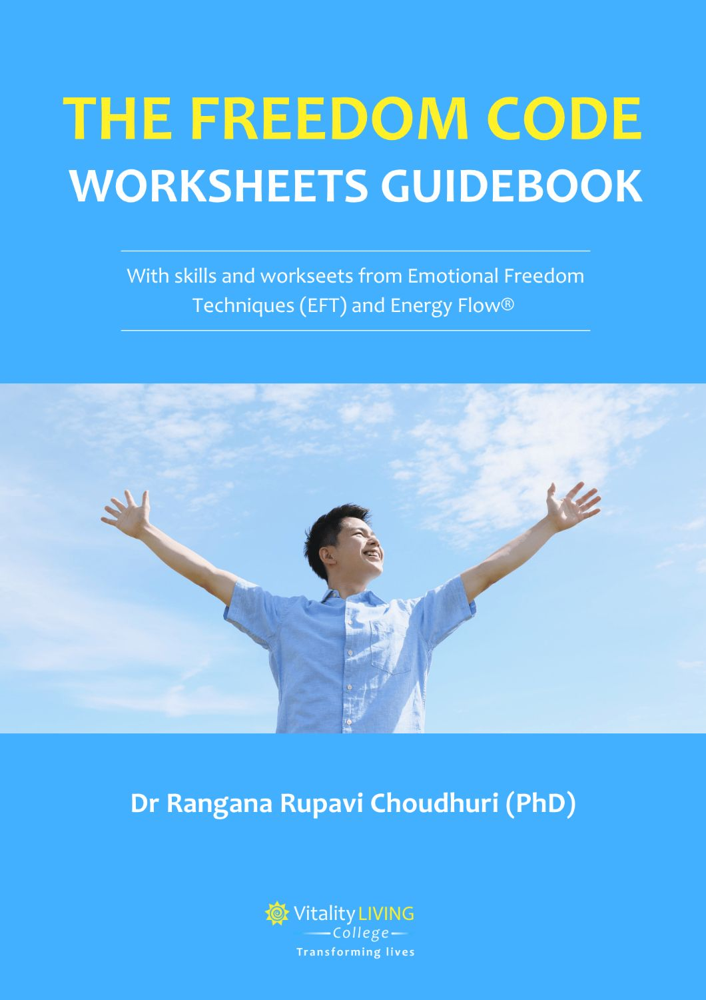 THE FREEDOM CODE
WORKSHEETS GUIDEBOOK
With skills and workseets from Emotional Freedom
Techniques (EFT) and Energy Flow®
Dr Rangana Rupavi Choudhuri (PhD)
Vitality LIVING
College
Transforming lives